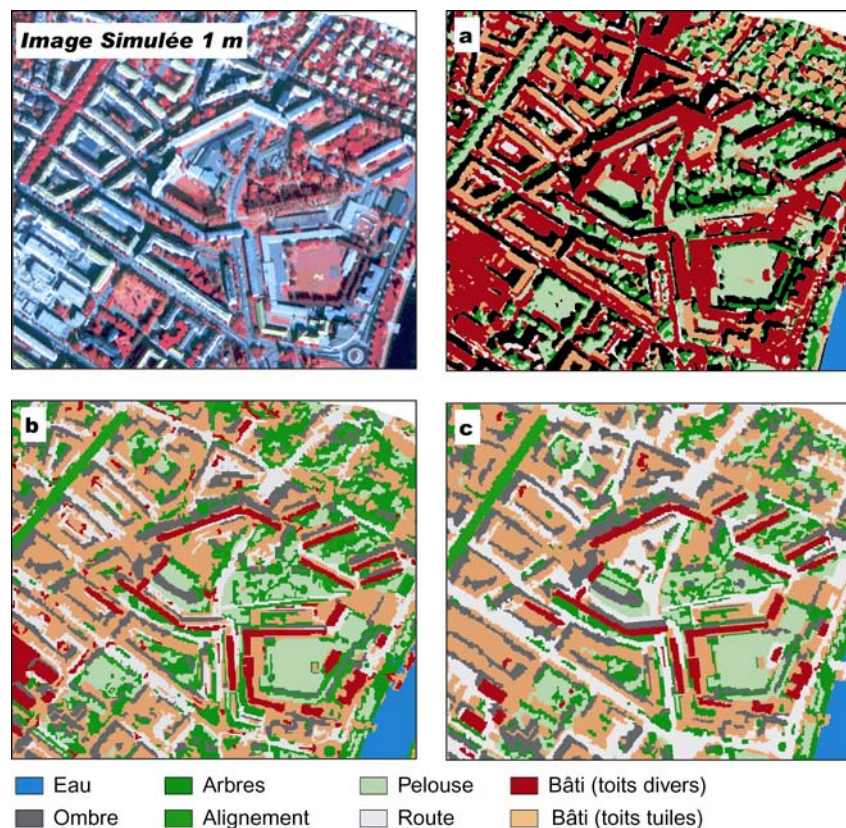 Image Simulée 1 m
a
b
c
Eau
Arbres
Pelouse
Bâti (toits divers)
Ombre
Alignement
Route
Bâti (toits tuiles)